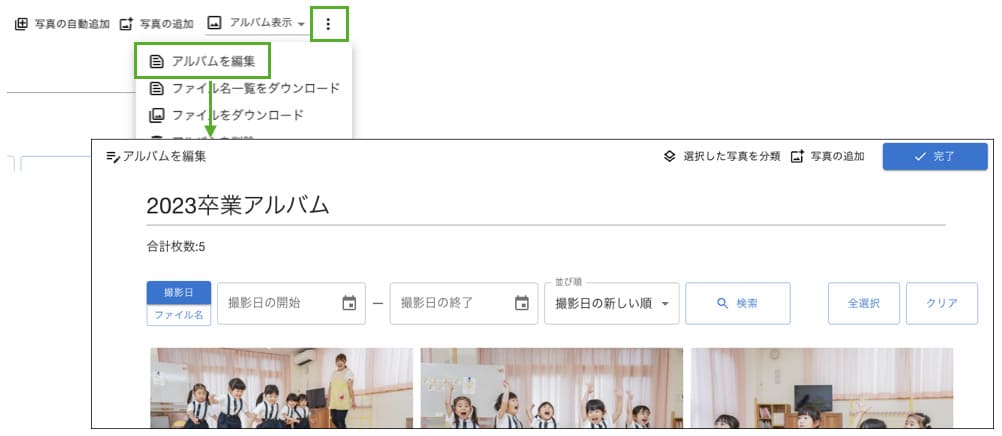 写真の自動追加 写真の追加 アルバム表示
アルバムを編集
ファイル名一覧をダウンロード
ファイルをダウンロード
アルバムを編集 選択した写真を分類 写真の追加 完了
2023卒業アルバム
合計枚数:5
並び順
撮影日 撮影日の開始 — 撮影日の終了 撮影日の新しい順 検索 全選択 クリア
ファイル名